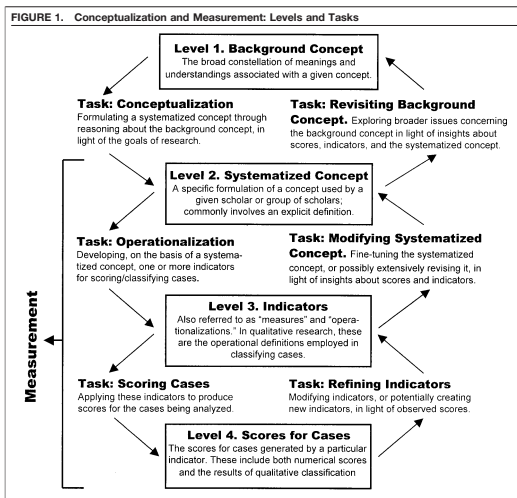 FIGURE 1. Conceptualization and Measurement: Levels and Tasks
Level 1. Background Concept
The broad constellation of meanings and
understandings associated with a given concept.
Task: Conceptualization
Formulating a systematized concept through
reasoning about the background concept, in
light of the goals of research.
Task: Revisiting Background
Concept. Exploring broader issues concerning
the background concept in light of insights about
scores, indicators, and the systematized concept.
Level 2. Systematized Concept
A specific formulation of a concept used by a
given scholar or group of scholars;
commonly involves an explicit definition.
Task: Operationalization
Developing, on the basis of a systema-
tized concept, one or more indicators
for scoring/classifying cases.
Task: Modifying Systematized
Concept. Fine-tuning the systematized
concept, or possibly extensively revising it, in
light of insights about scores and indicators.
Level 3. Indicators
Also referred to as “measures” and “opera-
tionalizations.” In qualitative research, these
are the operational definitions employed in
classifying cases.
Task: Scoring Cases
Applying these indicators to produce
scores for the cases being analyzed.
Task: Refining Indicators
Modifying indicators, or potentially creating
new indicators, in light of observed scores.
Level 4. Scores for Cases
The scores for cases generated by a particular
indicator. These include both numerical scores
and the results of qualitative classification
Measurement